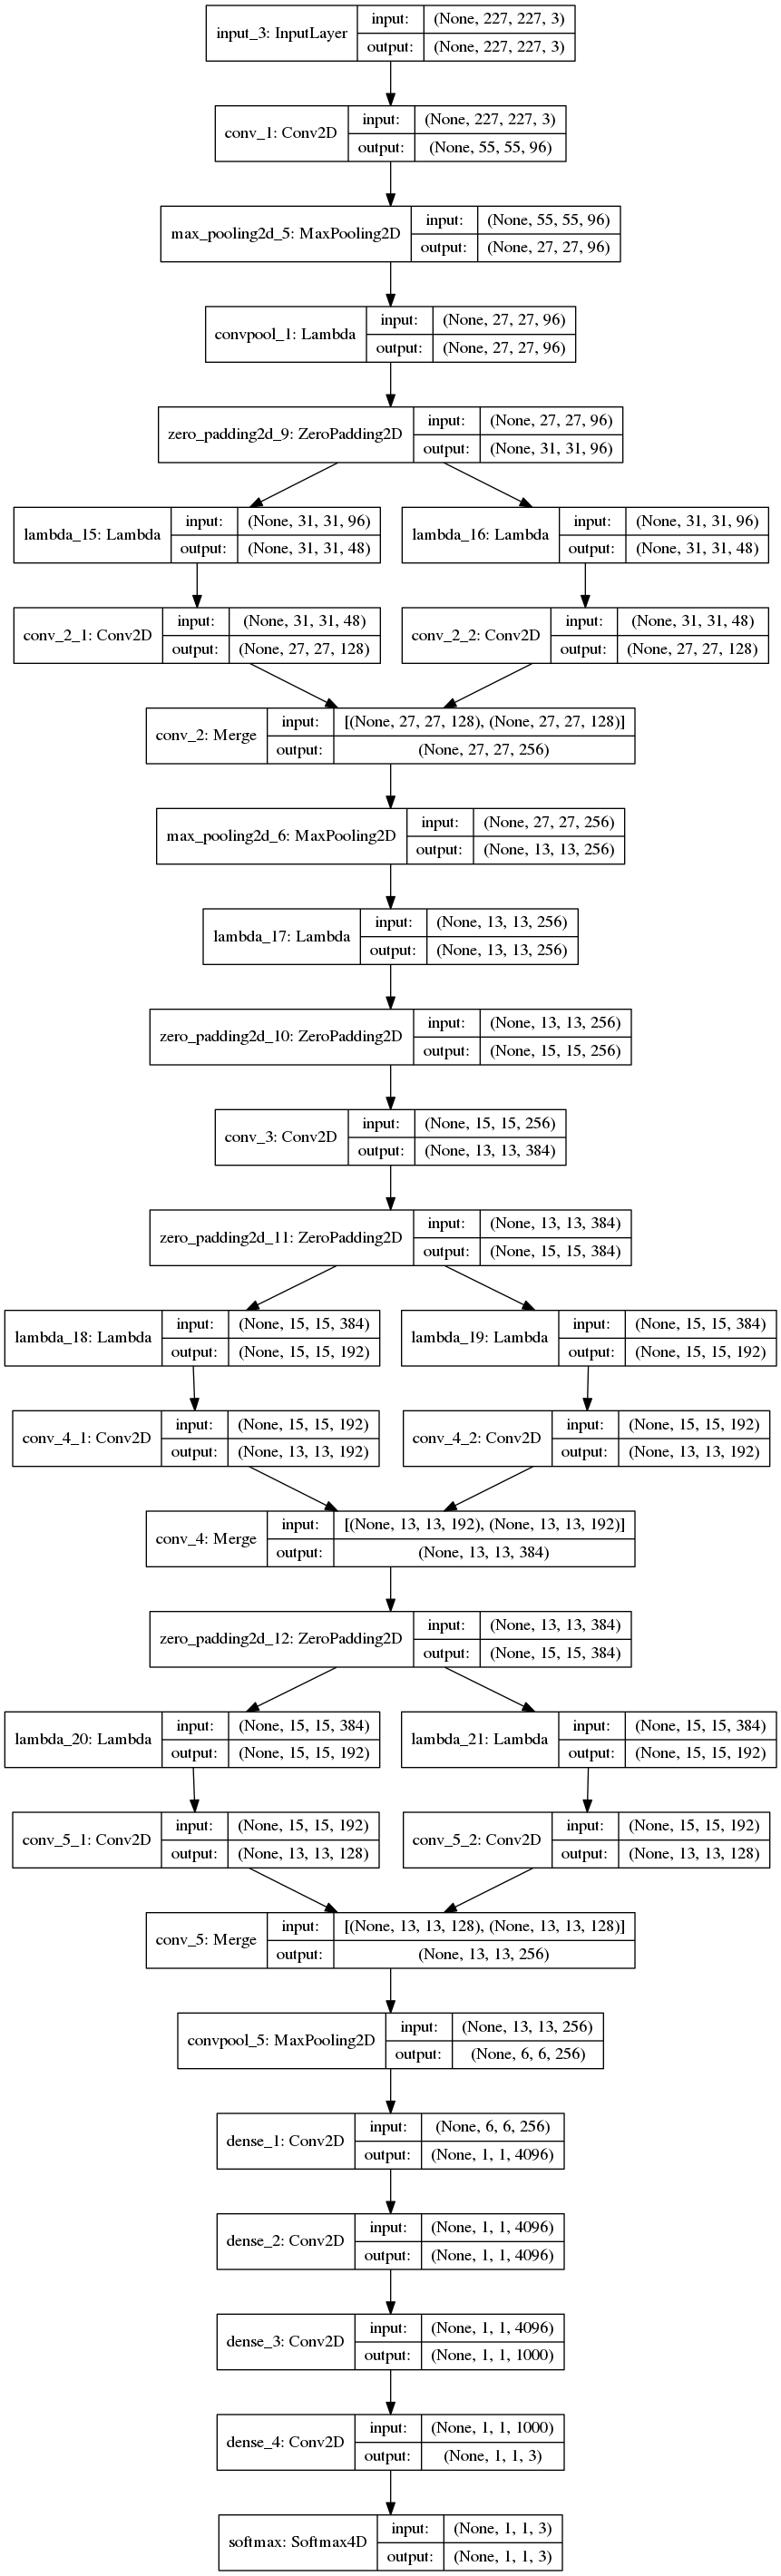 input_3: InputLayer
input: (None, 227, 227, 3)
output: (None, 227, 227, 3)
conv_1: Conv2D
input: (None, 227, 227, 3)
output: (None, 55, 55, 96)
max_pooling2d_5: MaxPooling2D
input: (None, 55, 55, 96)
output: (None, 27, 27, 96)
convpool_1: Lambda
input: (None, 27, 27, 96)
output: (None, 27, 27, 96)
zero_padding2d_9: ZeroPadding2D
input: (None, 27, 27, 96)
output: (None, 31, 31, 96)
lambda_15: Lambda
input: (None, 31, 31, 96)
output: (None, 31, 31, 48)
lambda_16: Lambda
input: (None, 31, 31, 96)
output: (None, 31, 31, 48)
conv_2_1: Conv2D
input: (None, 31, 31, 48)
output: (None, 27, 27, 128)
conv_2_2: Conv2D
input: (None, 31, 31, 48)
output: (None, 27, 27, 128)
conv_2: Merge
input: [(None, 27, 27, 128), (None, 27, 27, 128)]
output: (None, 27, 27, 256)
max_pooling2d_6: MaxPooling2D
input: (None, 27, 27, 256)
output: (None, 13, 13, 256)
lambda_17: Lambda
input: (None, 13, 13, 256)
output: (None, 13, 13, 256)
zero_padding2d_10: ZeroPadding2D
input: (None, 13, 13, 256)
output: (None, 15, 15, 256)
conv_3: Conv2D
input: (None, 15, 15, 256)
output: (None, 13, 13, 384)
zero_padding2d_11: ZeroPadding2D
input: (None, 13, 13, 384)
output: (None, 15, 15, 384)
lambda_18: Lambda
input: (None, 15, 15, 384)
output: (None, 15, 15, 192)
lambda_19: Lambda
input: (None, 15, 15, 384)
output: (None, 15, 15, 192)
conv_4_1: Conv2D
input: (None, 15, 15, 192)
output: (None, 13, 13, 192)
conv_4_2: Conv2D
input: (None, 15, 15, 192)
output: (None, 13, 13, 192)
conv_4: Merge
input: [(None, 13, 13, 192), (None, 13, 13, 192)]
output: (None, 13, 13, 384)
zero_padding2d_12: ZeroPadding2D
input: (None, 13, 13, 384)
output: (None, 15, 15, 384)
lambda_20: Lambda
input: (None, 15, 15, 384)
output: (None, 15, 15, 192)
lambda_21: Lambda
input: (None, 15, 15, 384)
output: (None, 15, 15, 192)
conv_5_1: Conv2D
input: (None, 15, 15, 192)
output: (None, 13, 13, 128)
conv_5_2: Conv2D
input: (None, 15, 15, 192)
output: (None, 13, 13, 128)
conv_5: Merge
input: [(None, 13, 13, 128), (None, 13, 13, 128)]
output: (None, 13, 13, 256)
convpool_5: MaxPooling2D
input: (None, 13, 13, 256)
output: (None, 6, 6, 256)
dense_1: Conv2D
input: (None, 6, 6, 256)
output: (None, 1, 1, 4096)
dense_2: Conv2D
input: (None, 1, 1, 4096)
output: (None, 1, 1, 4096)
dense_3: Conv2D
input: (None, 1, 1, 4096)
output: (None, 1, 1, 1000)
dense_4: Conv2D
input: (None, 1, 1, 1000)
output: (None, 1, 1, 3)
softmax: Softmax4D
input: (None, 1, 1, 3)
output: (None, 1, 1, 3)